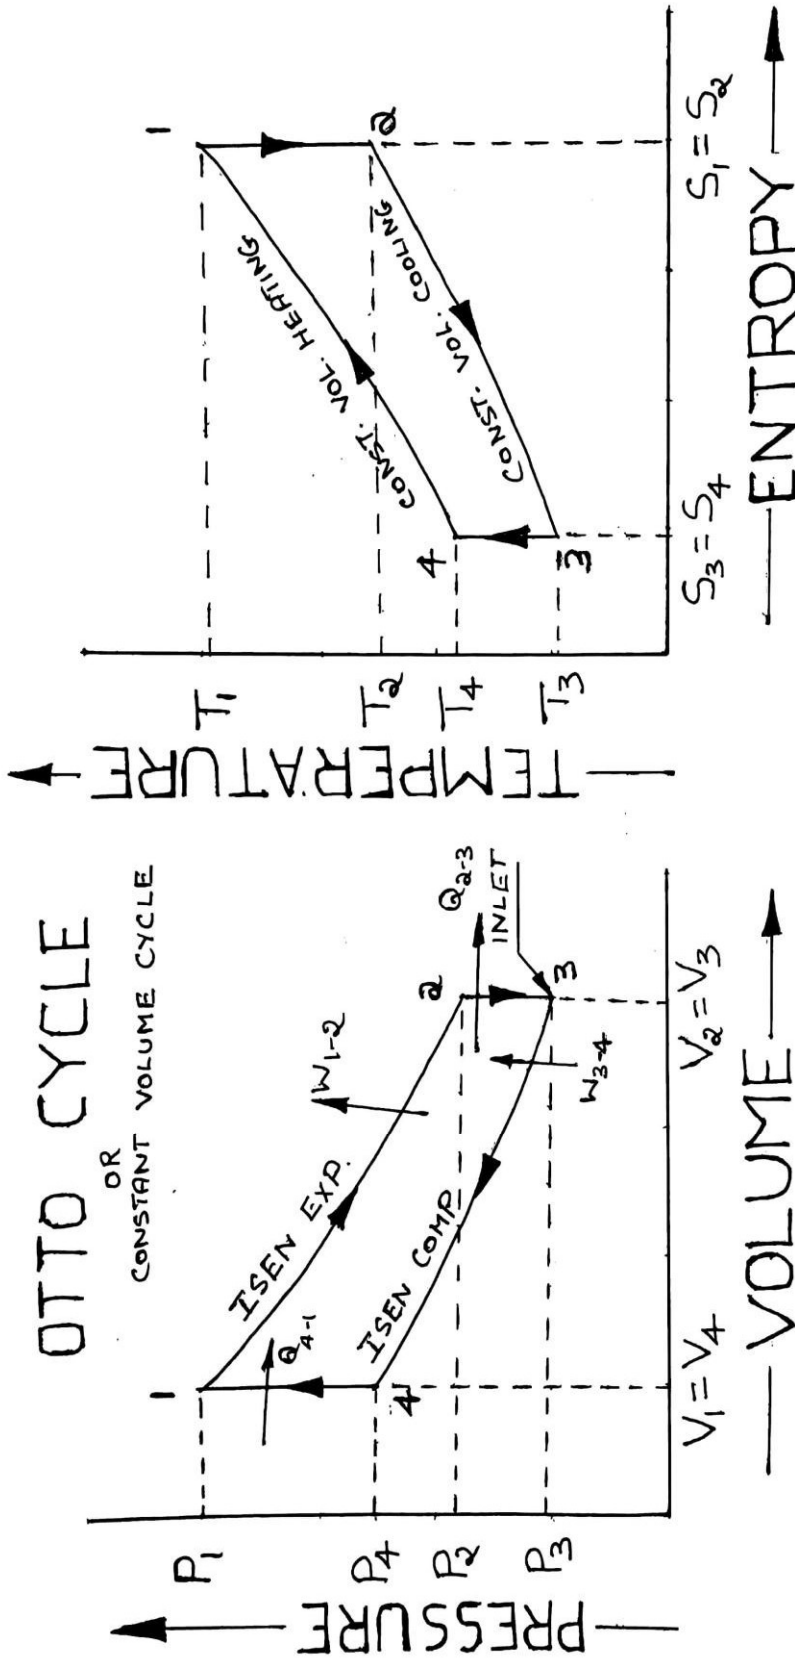 OTTO CYCLE
OR
CONSTANT VOLUME CYCLE
PRESSURE
P1
P4
P2
P3
1
ISEN EXP.
Q4-1
W1-2
2
Q2-3
INLET
4
ISEN COMP
3
W3-4
V1 = V4
V2 = V3
VOLUME
TEMPERATURE
T1
T2
T4
T3
1
CONST. VOL. HEATING
2
CONST. VOL. COOLING
4
3
S3 = S4
S1 = S2
ENTROPY